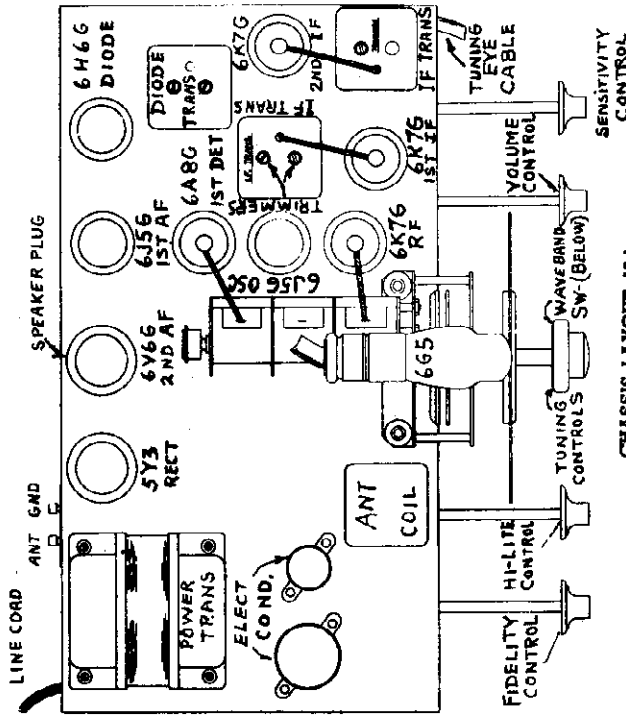 LINE CORD
ANT GND
SPEAKER PLUG
6H6G
DIODE
DIODE
TRANS
6K7G
2ND IF
IF TRANS
TUNING
EYE
CABLE
POWER
TRANS
5Y3
RECT
6V6G
2ND AF
6J5G
1ST AF
6A8G
1ST DET
IF TRANS
TRIMMERS
6J5G OSC
6K7G
RF
6K7G
1ST IF
ELECT
COND.
ANT
COIL
6G5
FIDELITY
CONTROL
HI-LITE
CONTROL
TUNING
CONTROLS
WAVEBAND
SW-(BELOW)
VOLUME
CONTROL
SENSITIVITY
CONTROL